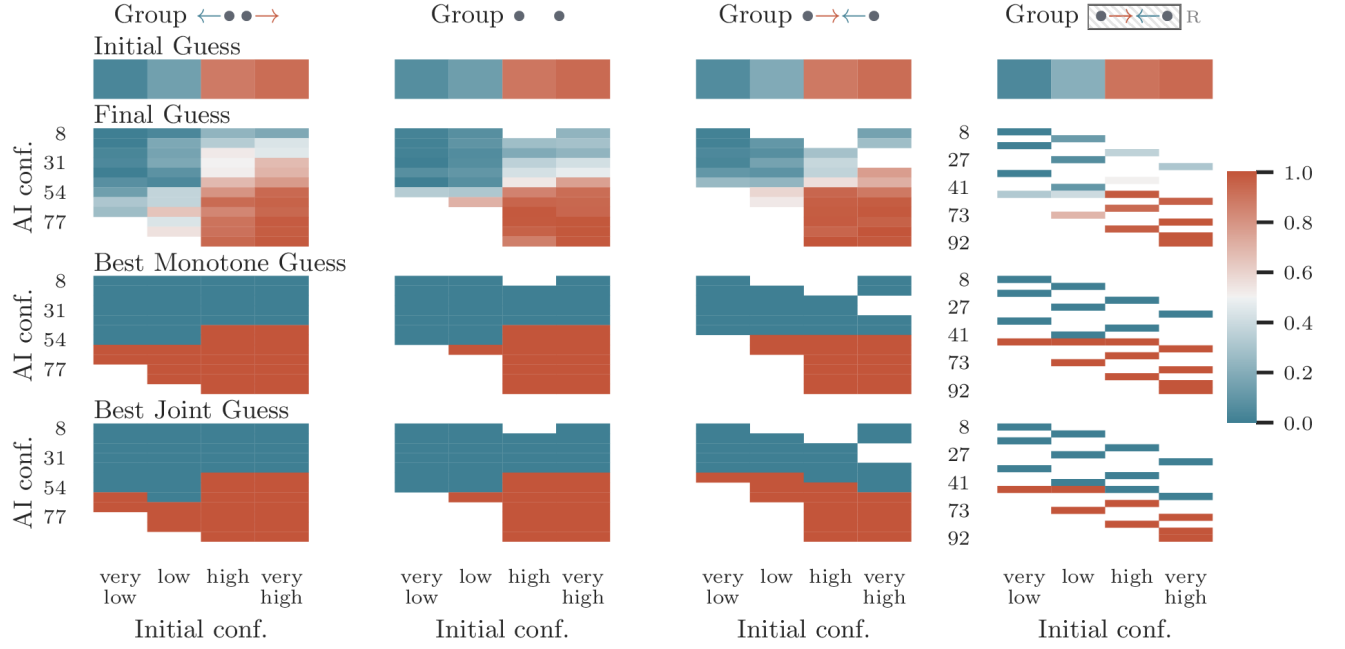 Group
Group
Group
Group R
Initial Guess
Final Guess
AI conf.
8
31
54
77
8
27
41
73
92
1.0
0.8
0.6
0.4
0.2
0.0
Best Monotone Guess
AI conf.
8
31
54
77
8
27
41
73
92
Best Joint Guess
AI conf.
8
31
54
77
8
27
41
73
92
very low
low
high
very high
very low
low
high
very high
very low
low
high
very high
very low
low
high
very high
Initial conf.
Initial conf.
Initial conf.
Initial conf.